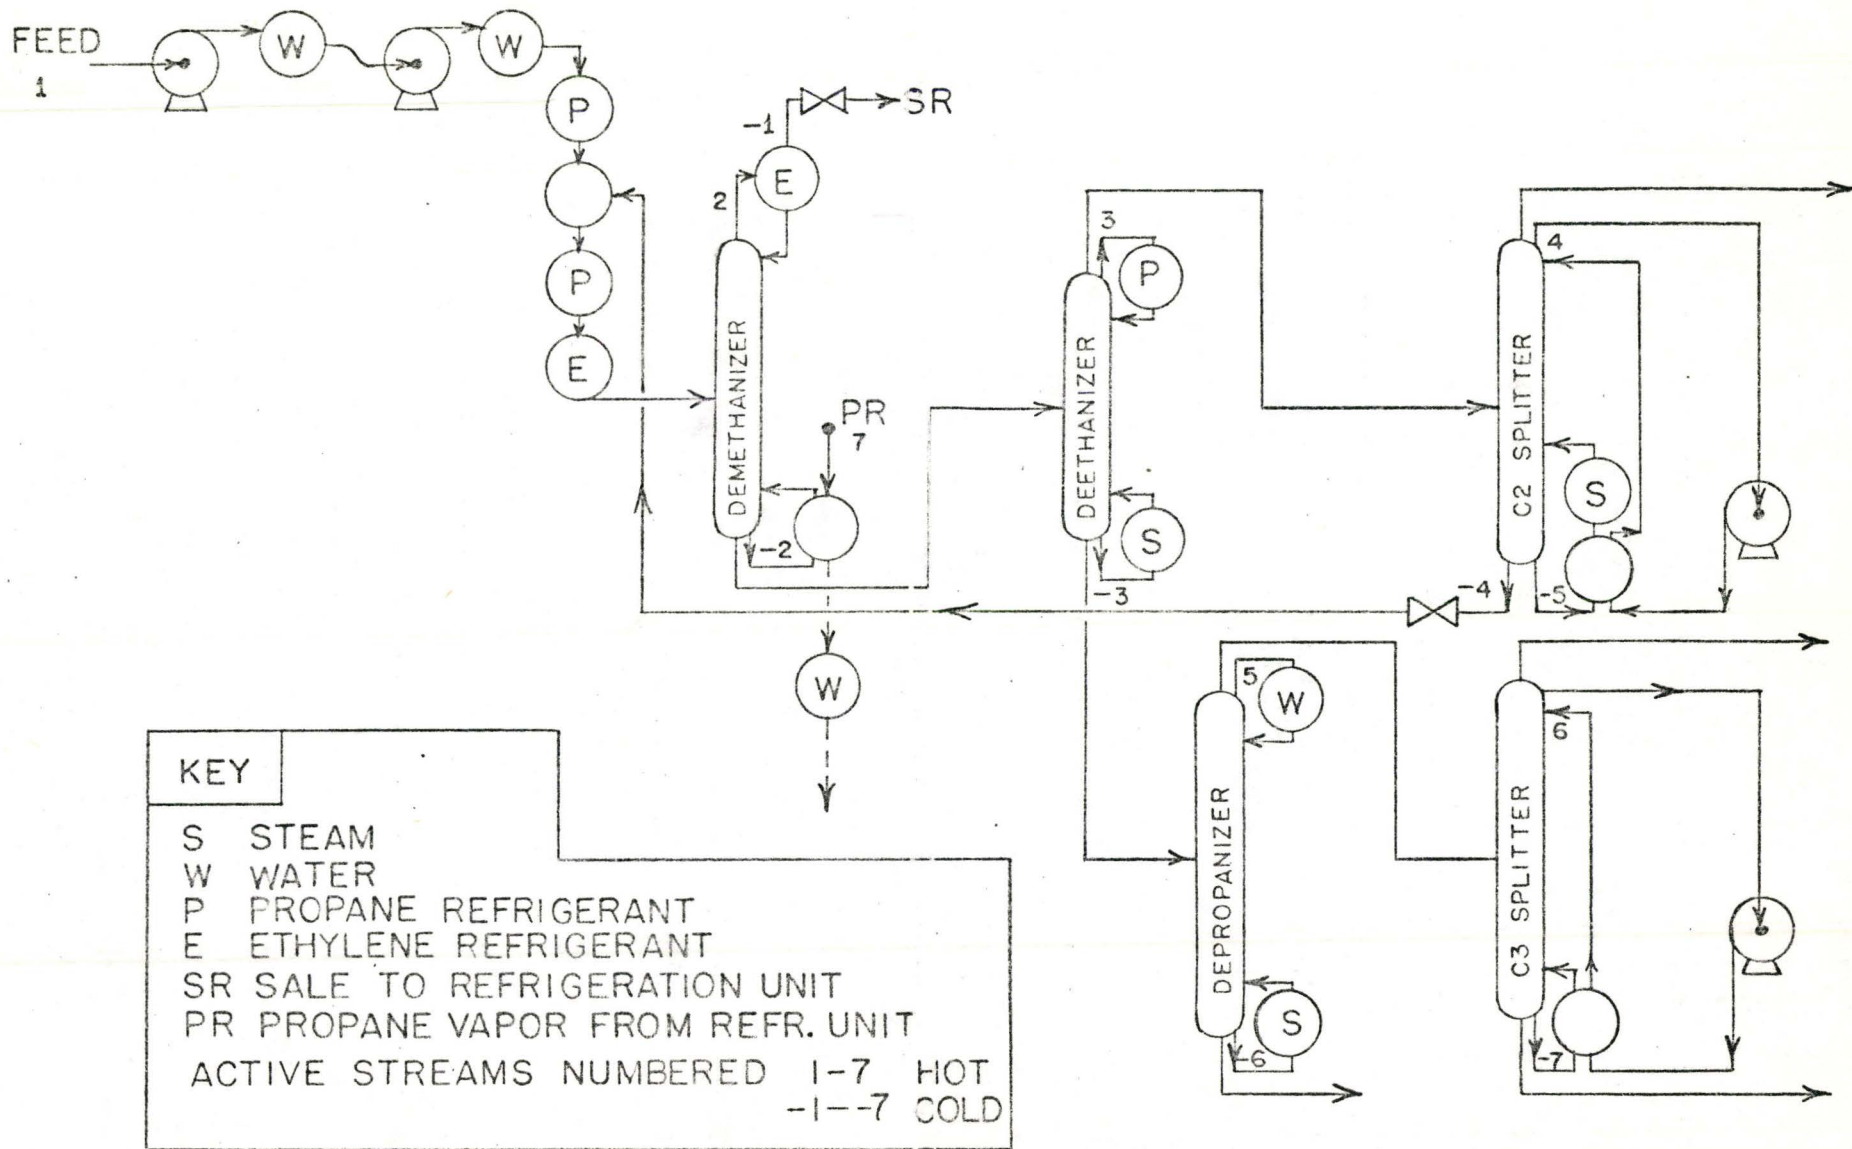 FEED
1
W
W
P
P
E
-1
SR
2
E
DEMETHANIZER
PR
7
-2
W
3
P
DEETHANIZER
S
-3
4
C2 SPLITTER
S
-4
-5
5
W
DEPROPANIZER
S
-6
6
C3 SPLITTER
-7
KEY
S STEAM
W WATER
P PROPANE REFRIGERANT
E ETHYLENE REFRIGERANT
SR SALE TO REFRIGERATION UNIT
PR PROPANE VAPOR FROM REFR. UNIT
ACTIVE STREAMS NUMBERED 1-7 HOT
-1--7 COLD